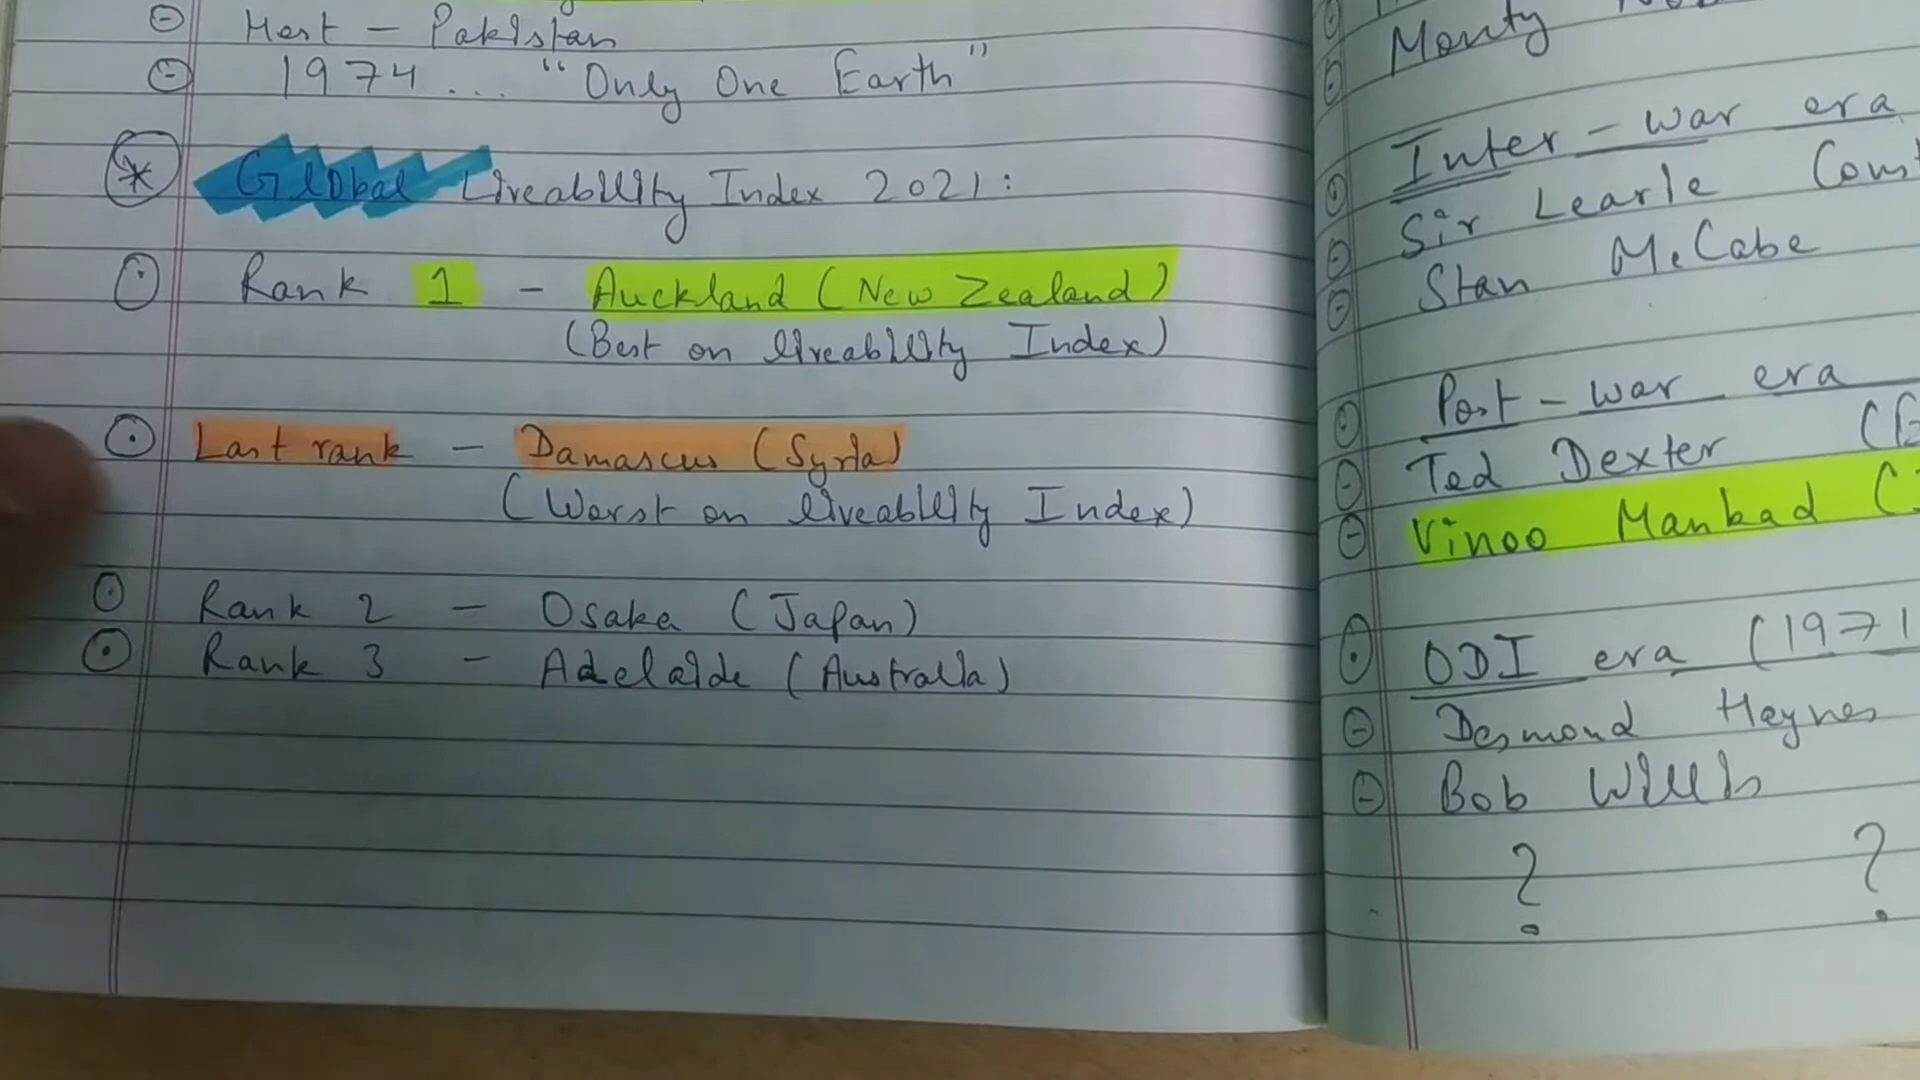 Host - Pakistan
1974 ... "Only One Earth"
Global Liveability Index 2021:
Rank 1 - Auckland (New Zealand)
(Best on liveability Index)
Last rank - Damascus (Syria)
(Worst on liveability Index)
Rank 2 - Osaka (Japan)
Rank 3 - Adelaide (Australia)
Monty
Inter-war era
Sir Learie
Stan McCabe
Post-war era
Ted Dexter
Vinoo Mankad
ODI era (1971
Desmond Haynes
Bob Willis
? ?